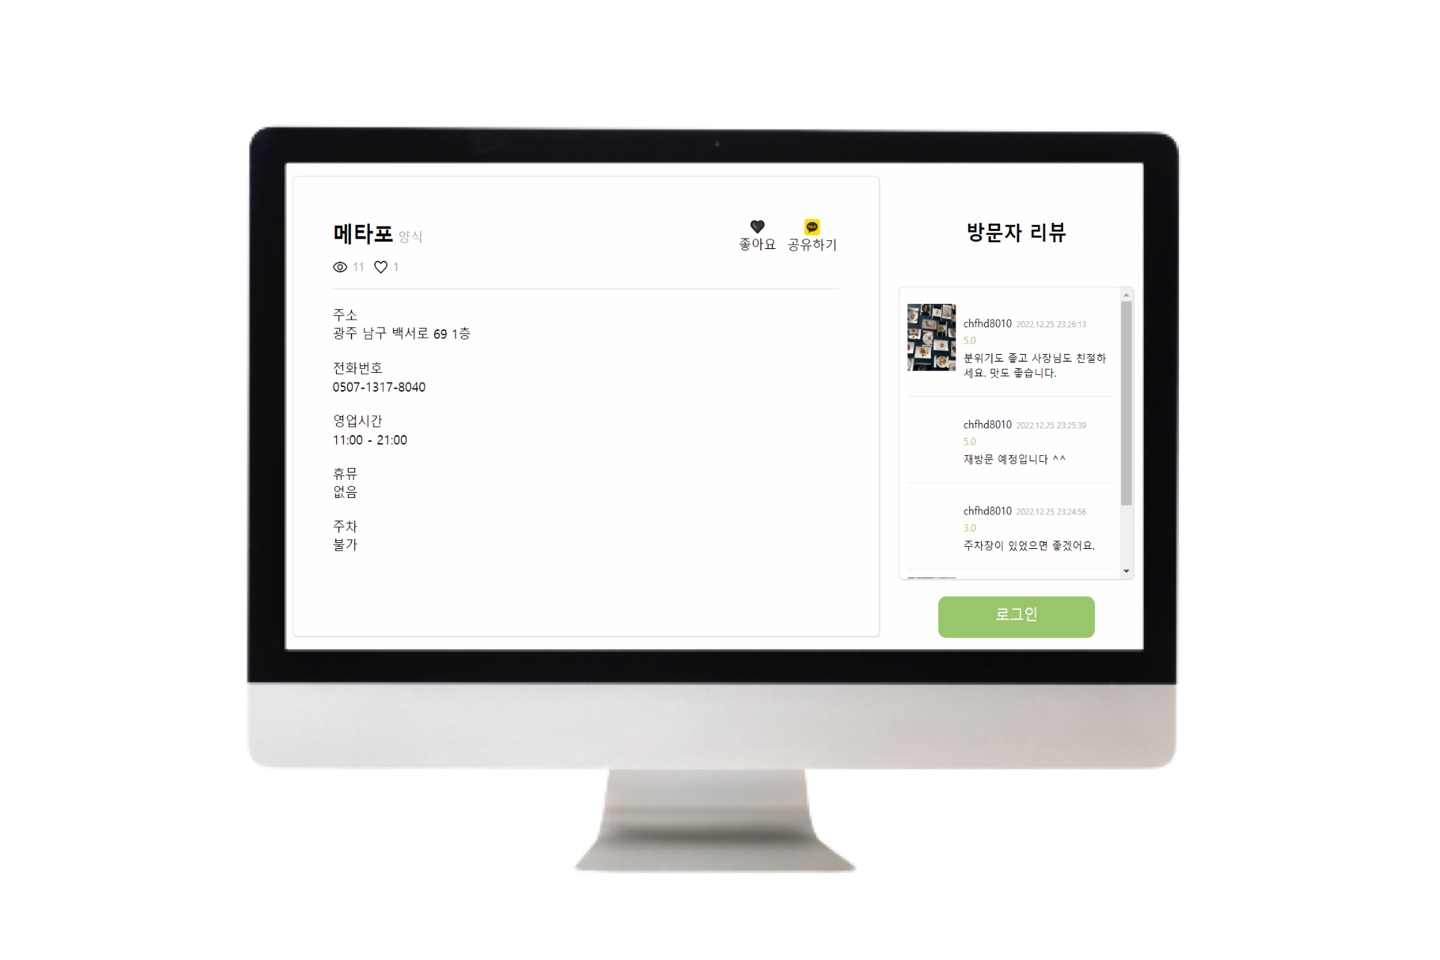 메타포 양식
11 1
좋아요 공유하기
주소
광주 남구 백서로 69 1층
전화번호
0507-1317-8040
영업시간
11:00 - 21:00
휴뮤
없음
주차
불가
방문자 리뷰
chfhd8010 2022.12.25 23:26:13
5.0
분위기도 좋고 사장님도 친절하
세요. 맛도 좋습니다.
chfhd8010 2022.12.25 23:25:39
5.0
재방문 예정입니다 ^^
chfhd8010 2022.12.25 23:24:56
3.0
주차장이 있었으면 좋겠어요.
로그인